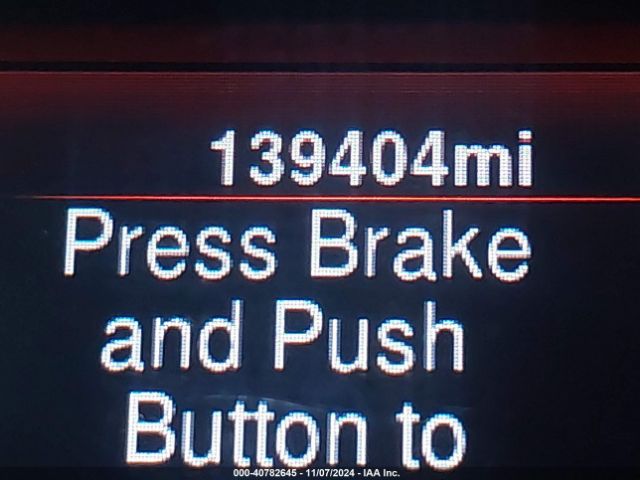 139404mi
Press Brake
and Push
Button to
000-40782645 - 11/07/2024 - IAA Inc.